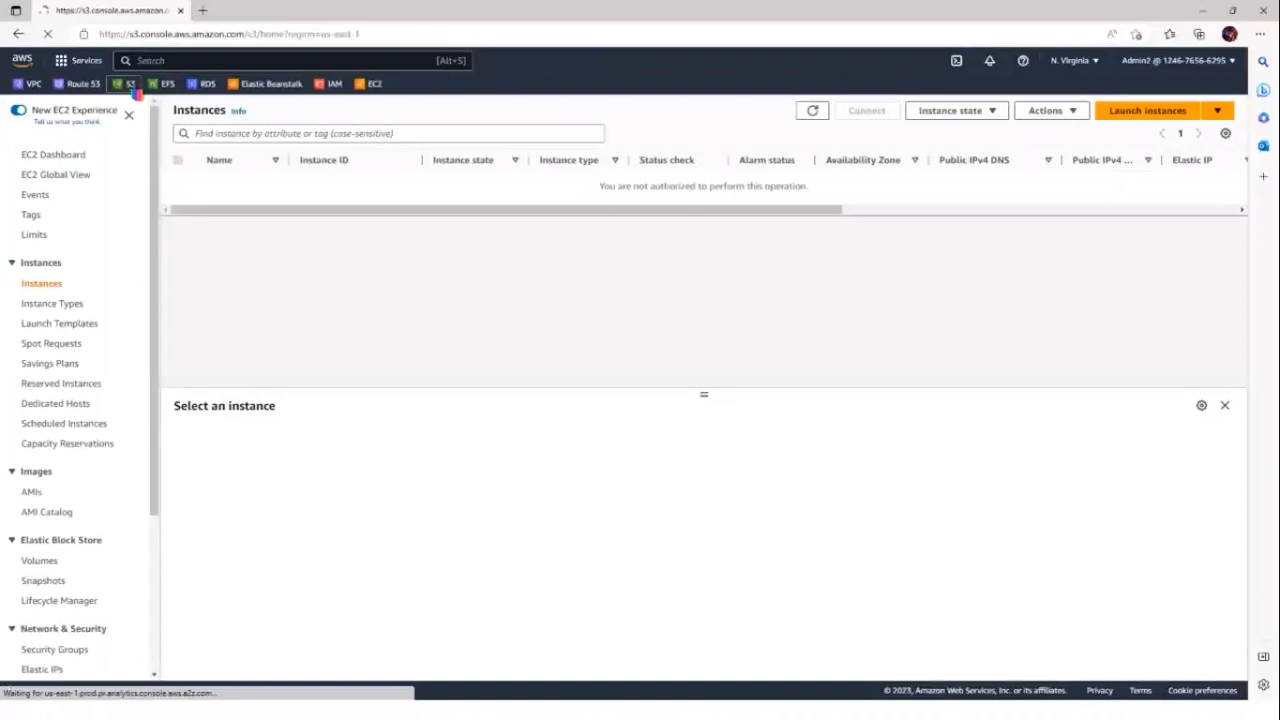 https://s3.console.aws.amazon.c
https://s3.console.aws.amazon.com/s3/home?region=us-east-1
aws Services Search [Alt+S] N. Virginia Admin2 @ 1246-7656-6295
VPC Route 53 S3 EFS RDS Elastic Beanstalk IAM EC2
New EC2 Experience
Tell us what you think
Instances Info
Connect Instance state Actions Launch instances
Find instance by attribute or tag (case-sensitive)
1
Name Instance ID Instance state Instance type Status check Alarm status Availability Zone Public IPv4 DNS Public IPv4 ... Elastic IP
You are not authorized to perform this operation.
EC2 Dashboard
EC2 Global View
Events
Tags
Limits
Instances
Instances
Instance Types
Launch Templates
Spot Requests
Savings Plans
Reserved Instances
Dedicated Hosts
Scheduled Instances
Capacity Reservations
Images
AMIs
AMI Catalog
Elastic Block Store
Volumes
Snapshots
Lifecycle Manager
Network & Security
Security Groups
Elastic IPs
Select an instance
Waiting for us-east-1.prod.pr.analytics.console.aws.a2z.com...
© 2023, Amazon Web Services, Inc. or its affiliates. Privacy Terms Cookie preferences